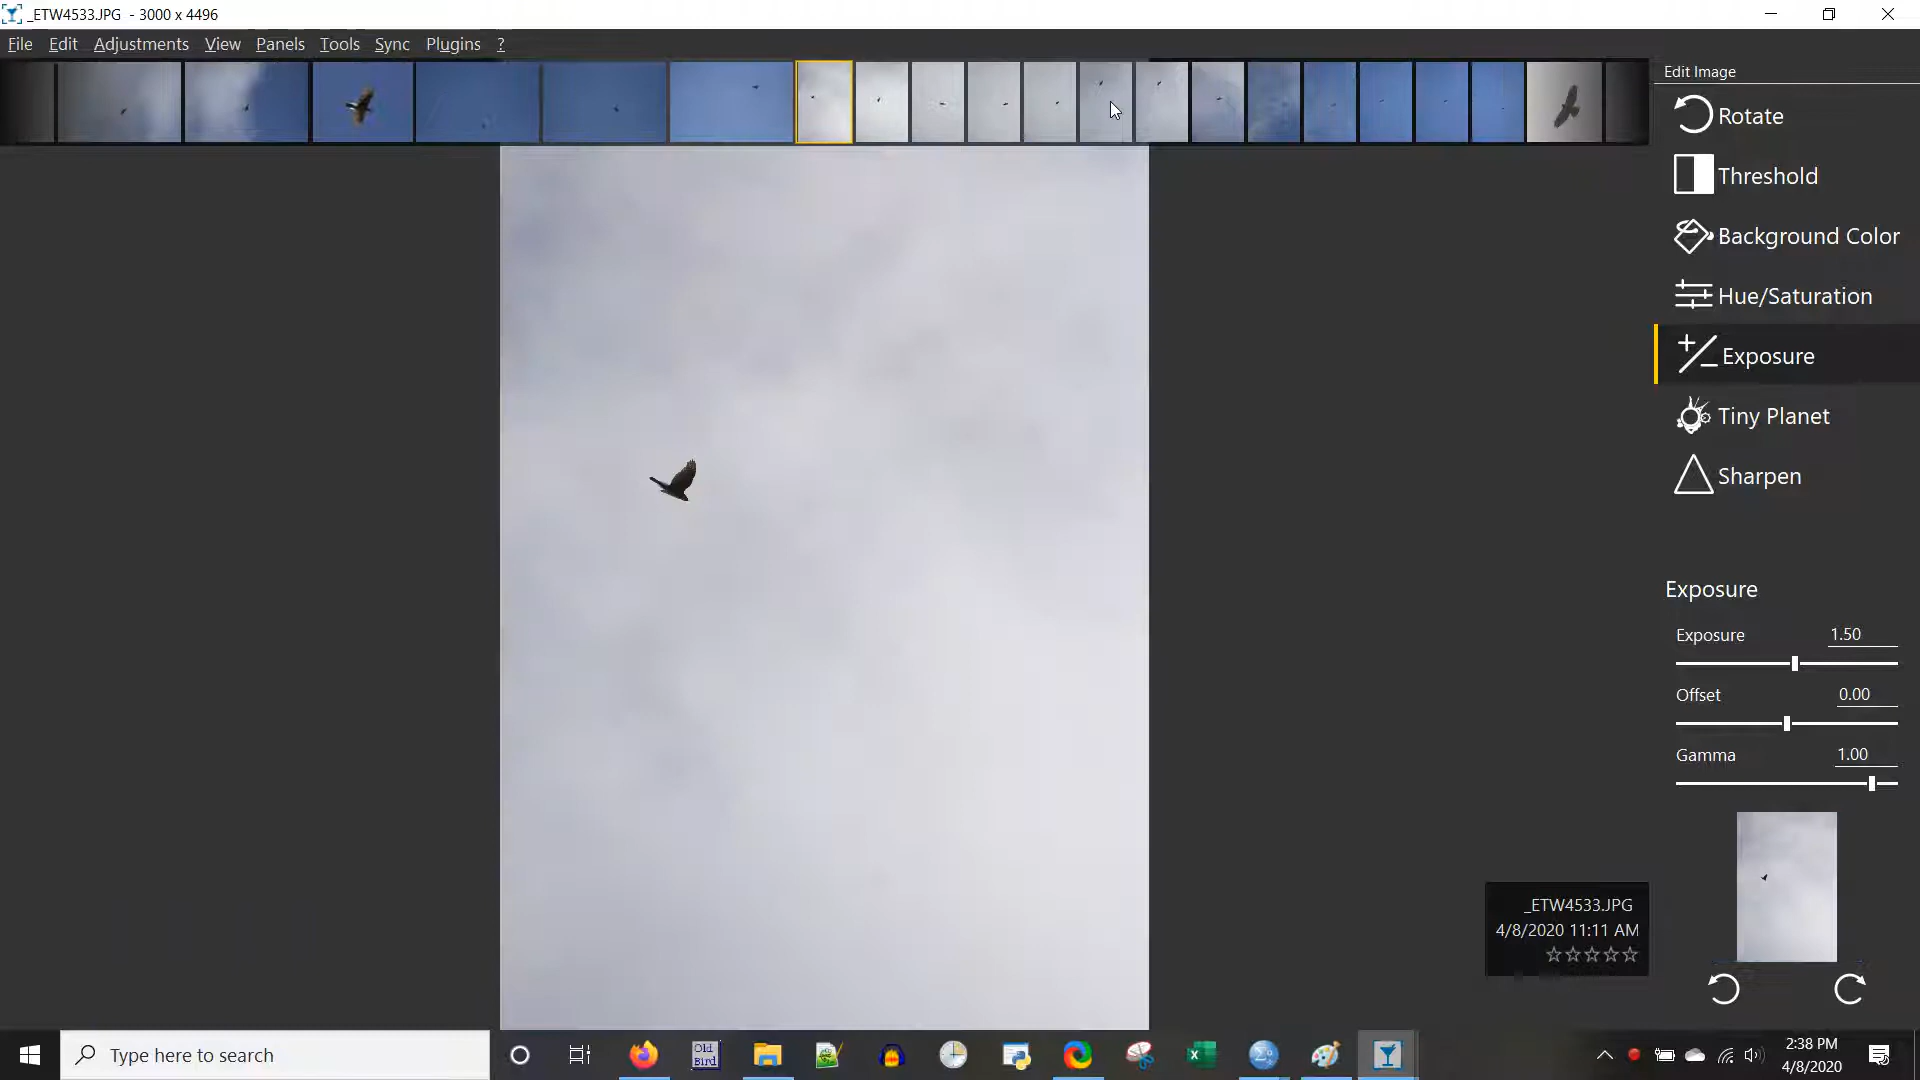 _ETW4533.JPG - 3000 x 4496
File Edit Adjustments View Panels Tools Sync Plugins ?
Edit Image
Rotate
Threshold
Background Color
Hue/Saturation
Exposure
Tiny Planet
Sharpen
Exposure
Exposure 1.50
Offset 0.00
Gamma 1.00
_ETW4533.JPG
4/8/2020 11:11 AM
Type here to search
Old Bird
2:38 PM
4/8/2020